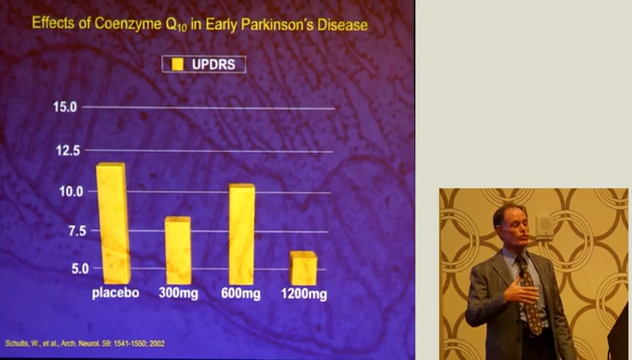 Effects of Coenzyme Q10 in Early Parkinson's Disease
UPDRS
15.0
12.5
10.0
7.5
5.0
placebo 300mg 600mg 1200mg
Schults, W., et al., Arch. Neurol. 59: 1541-1550; 2002